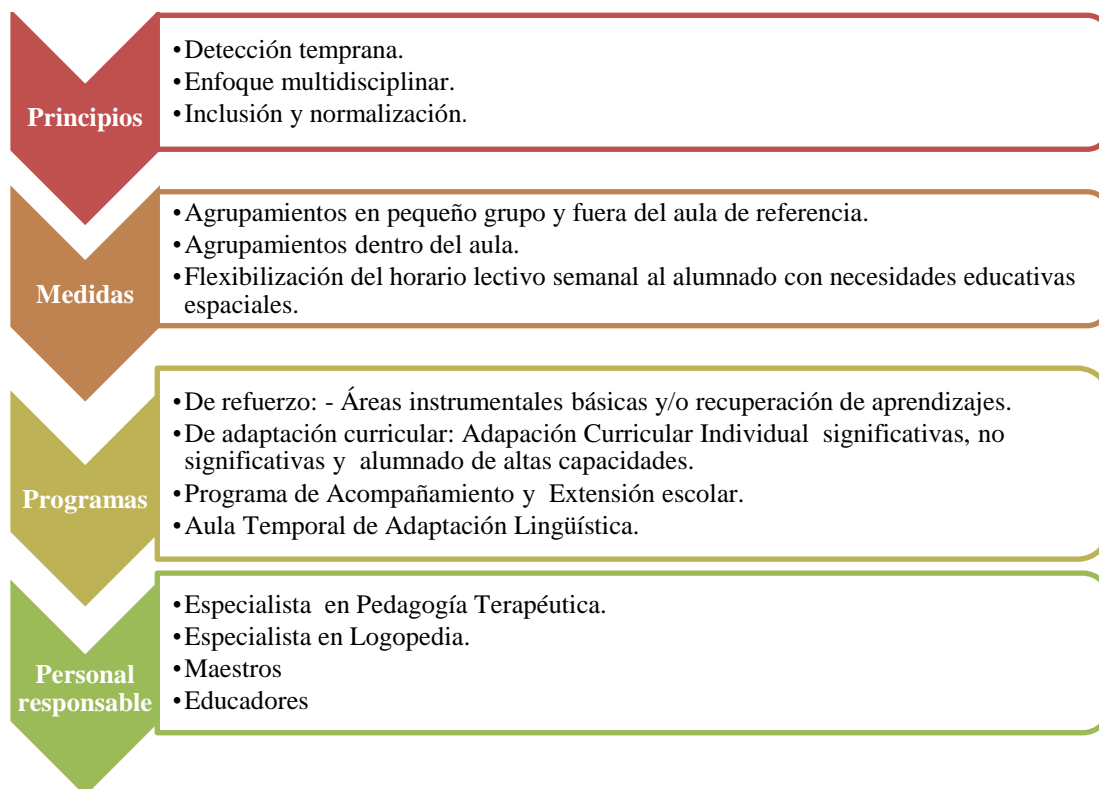 Principios
•Detección temprana.
•Enfoque multidisciplinar.
•Inclusión y normalización.
Medidas
•Agrupamientos en pequeño grupo y fuera del aula de referencia.
•Agrupamientos dentro del aula.
•Flexibilización del horario lectivo semanal al alumnado con necesidades educativas
espaciales.
Programas
•De refuerzo: - Áreas instrumentales básicas y/o recuperación de aprendizajes.
•De adaptación curricular: Adapación Curricular Individual significativas, no
significativas y alumnado de altas capacidades.
•Programa de Acompañamiento y Extensión escolar.
•Aula Temporal de Adaptación Lingüística.
Personal
responsable
•Especialista en Pedagogía Terapéutica.
•Especialista en Logopedia.
•Maestros
•Educadores